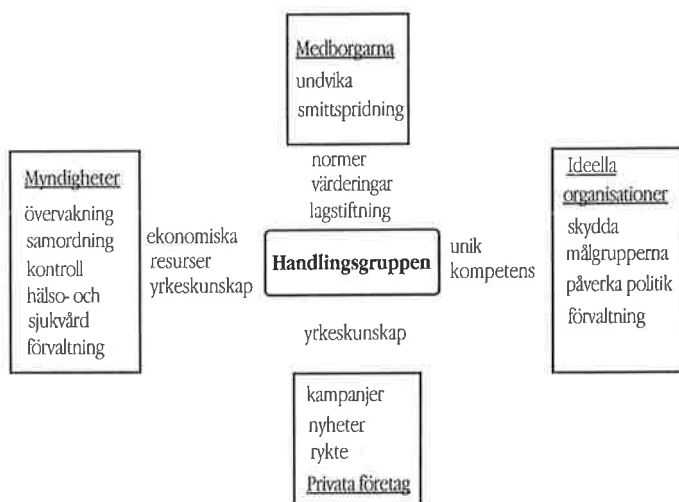 Medborgarna
undvika
smittspridning
normer
värderingar
lagstiftning
Myndigheter
övervakning
samordning
kontroll
hälso- och
sjukvård
förvaltning
ekonomiska
resurser
yrkeskunskap
Handlingsgruppen
unik
kompetens
Ideella
organisationer
skydda
målgrupperna
påverka politik
förvaltning
yrkeskunskap
kampanjer
nyheter
rykte
Privata företag